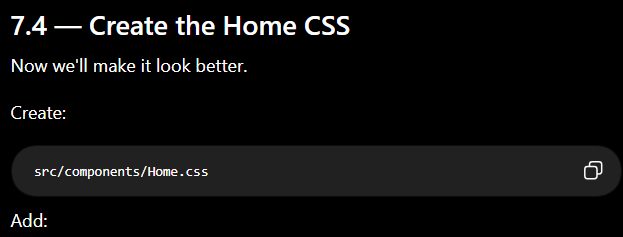 7.4 — Create the Home CSS
Now we'll make it look better.
Create:
src/components/Home.css
Add: